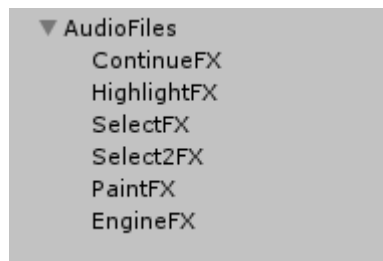 AudioFiles
ContinueFX
HighlightFX
SelectFX
Select2FX
PaintFX
EngineFX